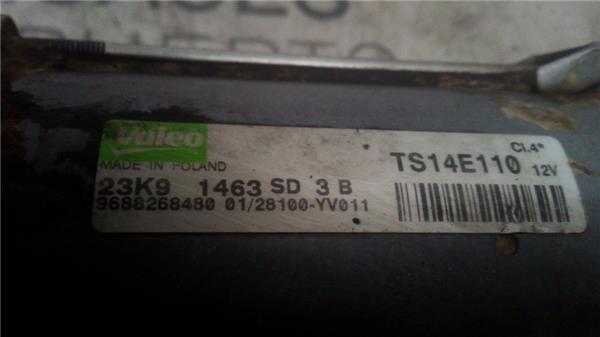 Valeo
MADE IN POLAND
23K9 1463 SD 3 B
9688268480 01/28100-YV011
Cl.4*
TS14E110 12V